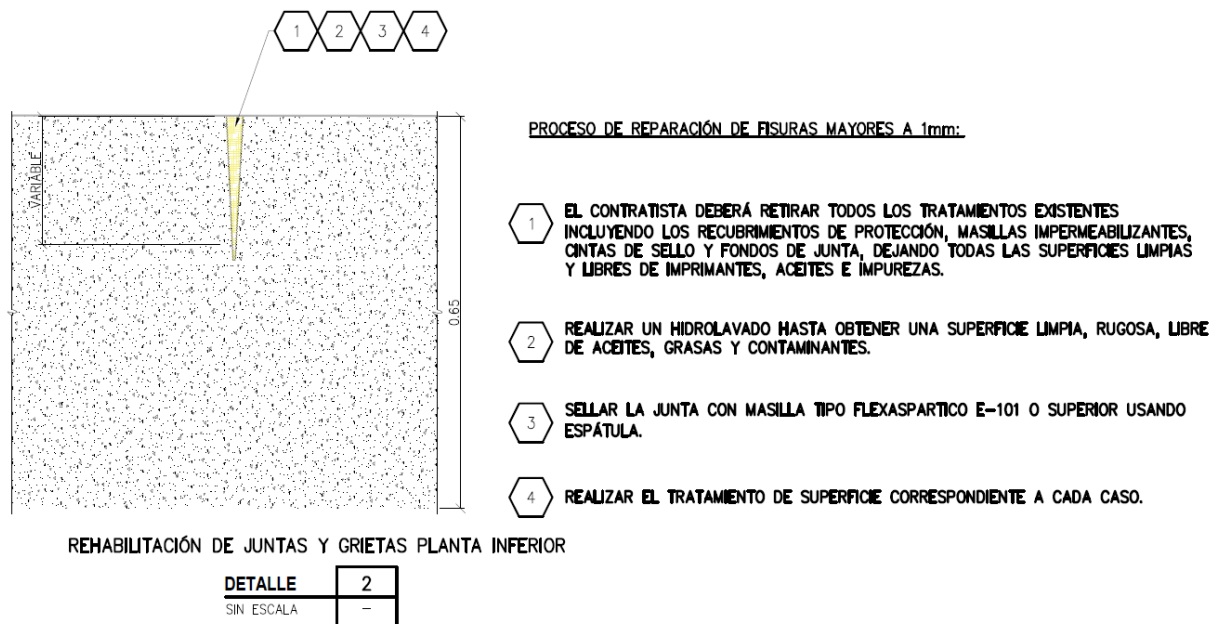 1 2 3 4
VARIABLE
0.65
PROCESO DE REPARACIÓN DE FISURAS MAYORES A 1mm:
1 EL CONTRATISTA DEBERÁ RETIRAR TODOS LOS TRATAMIENTOS EXISTENTES
INCLUYENDO LOS RECUBRIMIENTOS DE PROTECCIÓN, MASILLAS IMPERMEABILIZANTES,
CINTAS DE SELLO Y FONDOS DE JUNTA, DEJANDO TODAS LAS SUPERFICIES LIMPIAS
Y LIBRES DE IMPRIMANTES, ACEITES E IMPUREZAS.
2 REALIZAR UN HIDROLAVADO HASTA OBTENER UNA SUPERFICIE LIMPIA, RUGOSA, LIBRE
DE ACEITES, GRASAS Y CONTAMINANTES.
3 SELLAR LA JUNTA CON MASILLA TIPO FLEXASPARTICO E-101 O SUPERIOR USANDO
ESPÁTULA.
4 REALIZAR EL TRATAMIENTO DE SUPERFICIE CORRESPONDIENTE A CADA CASO.
REHABILITACIÓN DE JUNTAS Y GRIETAS PLANTA INFERIOR
DETALLE 2
SIN ESCALA -